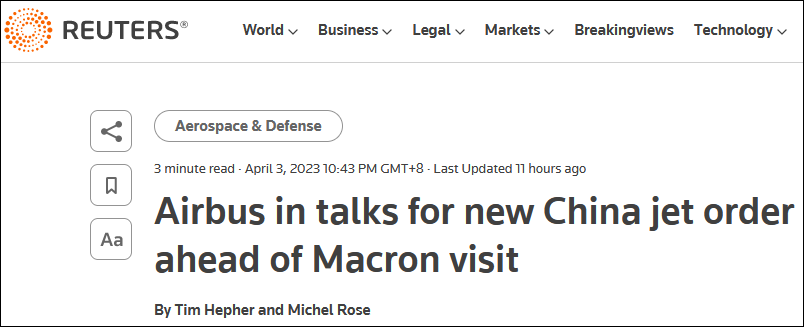 REUTERS® World Business Legal Markets Breakingviews Technology
Aerospace & Defense
3 minute read · April 3, 2023 10:43 PM GMT+8 · Last Updated 11 hours ago
Aa
Airbus in talks for new China jet order
ahead of Macron visit
By Tim Hepher and Michel Rose